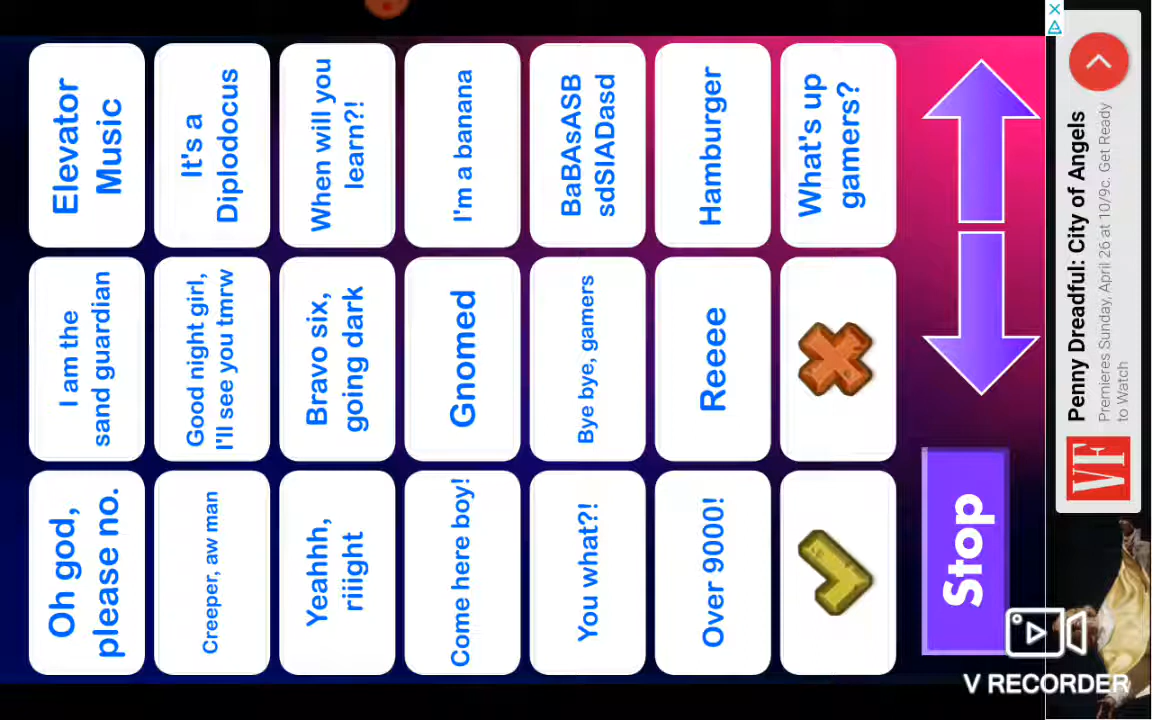 Oh god,
please no.
I am the
sand guardian
Elevator
Music
Creeper, aw man
Good night girl,
I'll see you tmrw
It's a
Diplodocus
Yeahhh,
riiight
Bravo six,
going dark
When will you
learn?!
Come here boy!
Gnomed
I'm a banana
You what?!
Bye bye, gamers
BaBAsASB
sdSIADasd
Over 9000!
Reeee
Hamburger
What's up
gamers?
Stop
VF
Penny Dreadful: City of Angels
Premieres Sunday, April 26 at 10/9c. Get Ready
to Watch
V RECORDER